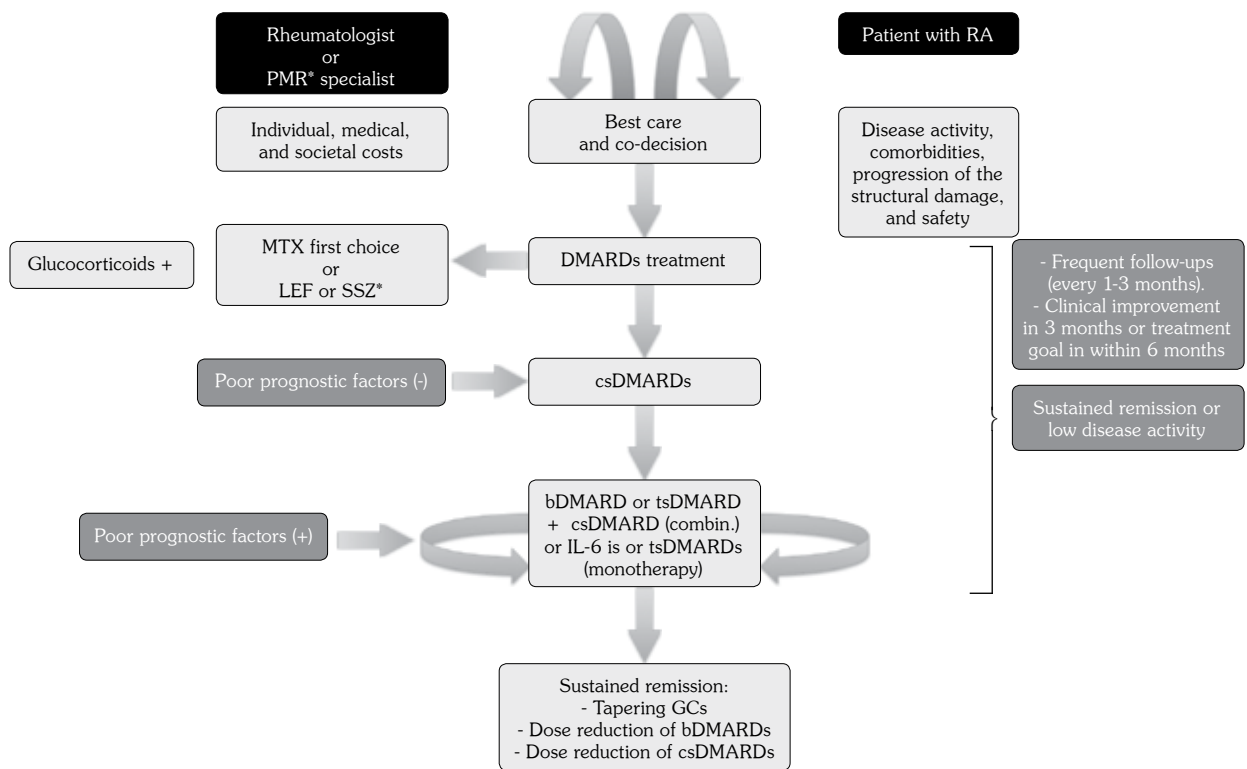 Rheumatologist
or
PMR* specialist
Patient with RA
Individual, medical,
and societal costs
Best care
and co-decision
Disease activity,
comorbidities,
progression of the
structural damage,
and safety
Glucocorticoids +
MTX first choice
or
LEF or SSZ*
DMARDs treatment
- Frequent follow-ups
(every 1-3 months).
- Clinical improvement
in 3 months or treatment
goal in within 6 months
Poor prognostic factors (-)
csDMARDs
Sustained remission or
low disease activity
Poor prognostic factors (+)
bDMARD or tsDMARD
+ csDMARD (combin.)
or IL-6 is or tsDMARDs
(monotherapy)
Sustained remission:
- Tapering GCs
- Dose reduction of bDMARDs
- Dose reduction of csDMARDs